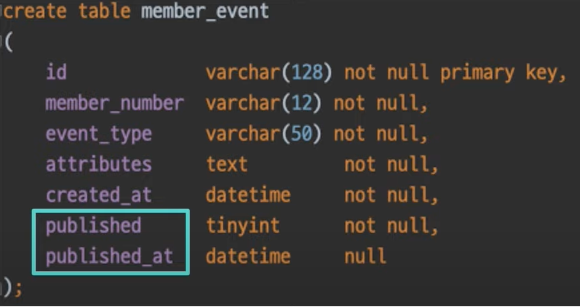 create table member_event
(
id varchar(128) not null primary key,
member_number varchar(12) not null,
event_type varchar(50) not null,
attributes text not null,
created_at datetime not null,
published tinyint not null,
published_at datetime null
);